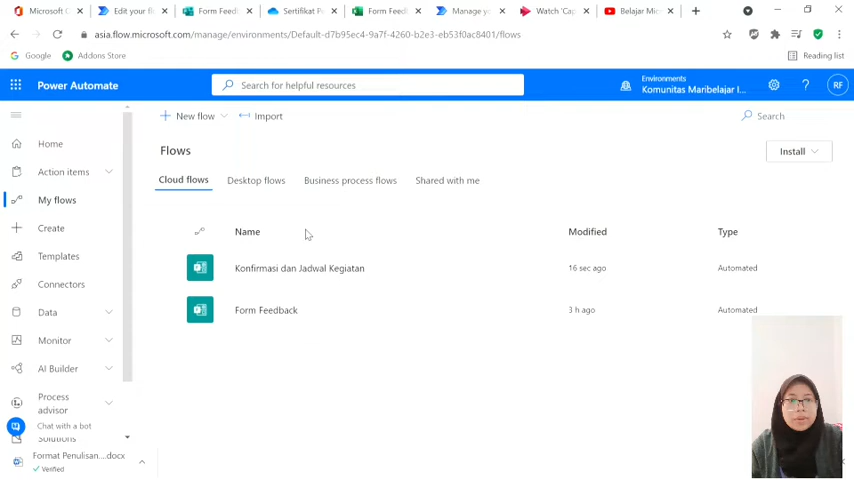 Microsoft C
Edit your fl
Form Feedl
Sertifikat P
Form Feedl
Manage yo
Watch 'Cap
Belajar Mic
asia.flow.microsoft.com/manage/environments/Default-d7b95ec4-9a7f-4260-b2e3-eb53f0ac8401/flows
Google
Addons Store
Reading list
Power Automate
Search for helpful resources
Environments
Komunitas Maribelajar I...
?
RF
New flow
Import
Search
Home
Action items
My flows
Create
Templates
Connectors
Data
Monitor
AI Builder
Process
advisor
Chat with a bot
Solutions
Flows
Install
Cloud flows
Desktop flows
Business process flows
Shared with me
Name
Modified
Type
Konfirmasi dan Jadwal Kegiatan
16 sec ago
Automated
Form Feedback
3 h ago
Automated
Format Penulisan....docx
Verified